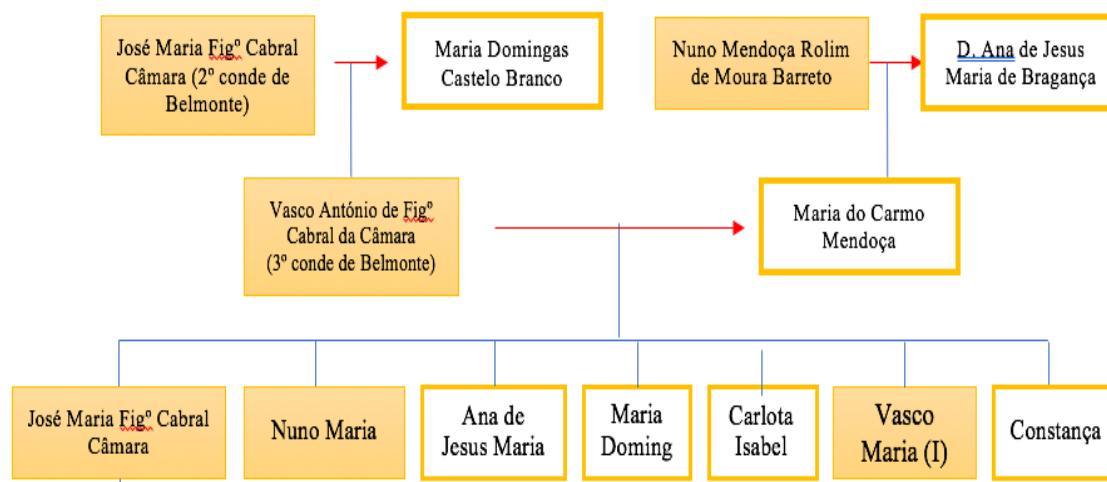 José Maria Figº Cabral
Câmara (2º conde de
Belmonte)
Maria Domingas
Castelo Branco
Nuno Mendoça Rolim
de Moura Barreto
D. Ana de Jesus
Maria de Bragança
Vasco António de Figº
Cabral da Câmara
(3º conde de Belmonte)
Maria do Carmo
Mendoça
José Maria Figº Cabral
Câmara
Nuno Maria
Ana de
Jesus Maria
Maria
Doming
Carlota
Isabel
Vasco
Maria (I)
Constança